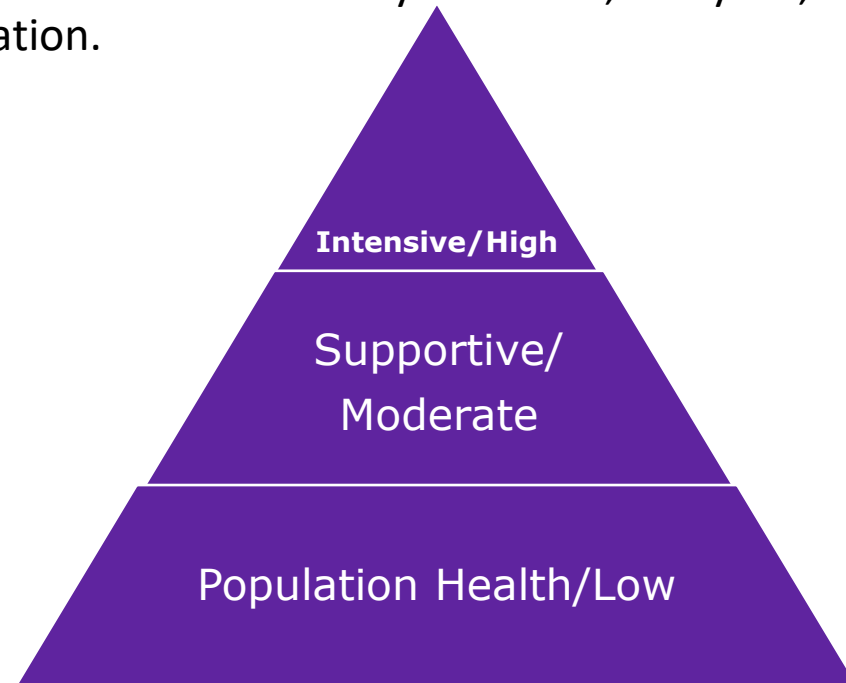 ation.
Intensive/High
Supportive/
Moderate
Population Health/Low